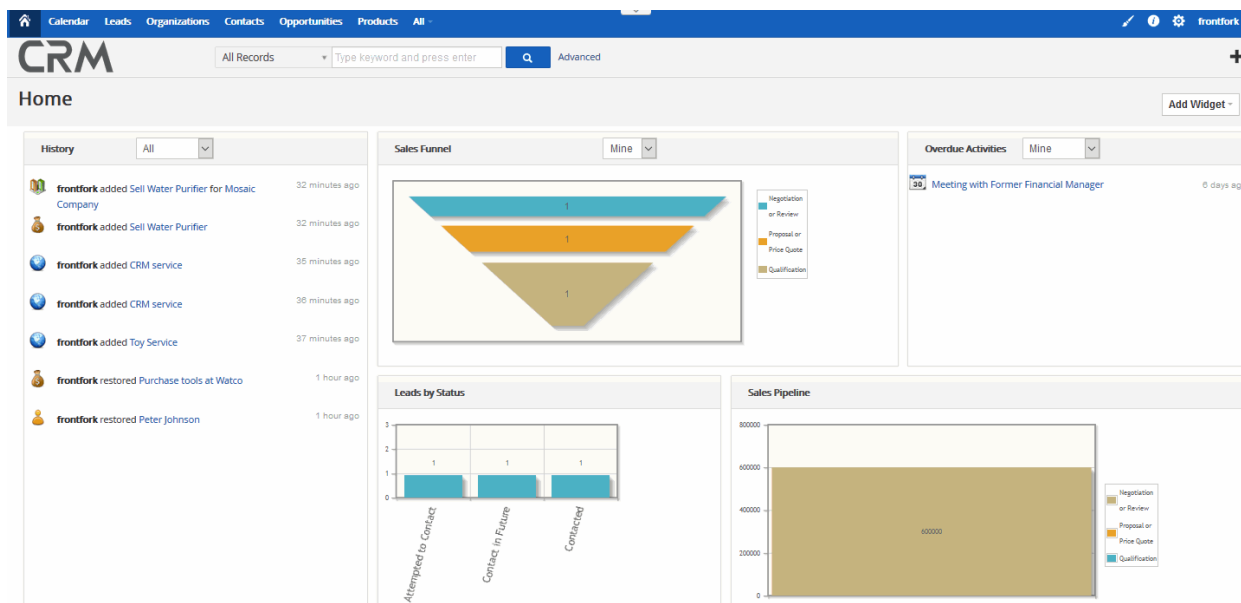 Calendar Leads Organizations Contacts Opportunities Products All
frontfork
CRM
All Records
Type keyword and press enter
Advanced
Home
Add Widget
History
All
frontfork added Sell Water Purifier for Mosaic
Company
32 minutes ago
frontfork added Sell Water Purifier
32 minutes ago
frontfork added CRM service
35 minutes ago
frontfork added CRM service
36 minutes ago
frontfork added Toy Service
37 minutes ago
frontfork restored Purchase tools at Watco
1 hour ago
frontfork restored Peter Johnson
1 hour ago
Sales Funnel
Mine
1
1
1
Negotiation
or Review
Proposal or
Price Quote
Qualification
Overdue Activities
Mine
30
Meeting with Former Financial Manager
6 days ag
Leads by Status
3
2
1
0
1
1
1
Attempted to Contact
Contact in Future
Contacted
Sales Pipeline
800000
600000
400000
200000
0
600000
Negotiation
or Review
Proposal or
Price Quote
Qualification